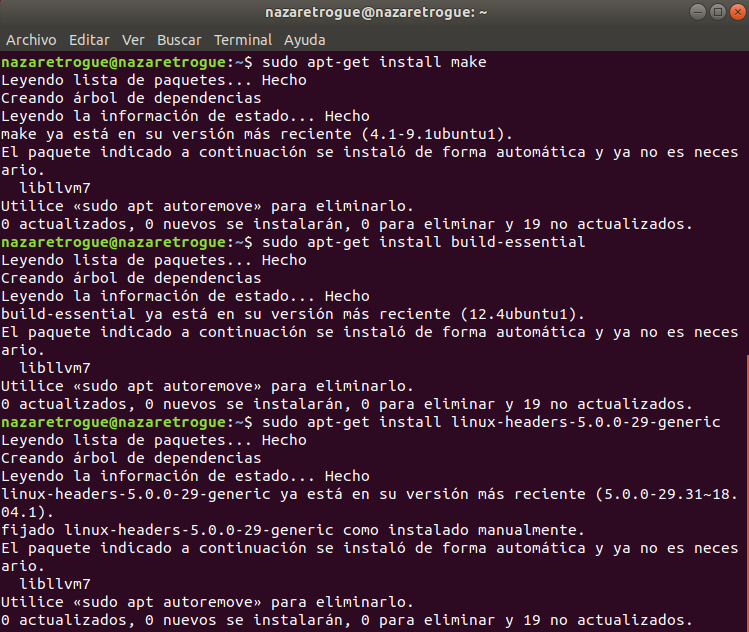 nazaretrogue@nazaretrogue: ~
Archivo Editar Ver Buscar Terminal Ayuda
nazaretrogue@nazaretrogue:~$ sudo apt-get install make
Leyendo lista de paquetes... Hecho
Creando árbol de dependencias
Leyendo la información de estado... Hecho
make ya está en su versión más reciente (4.1-9.1ubuntu1).
El paquete indicado a continuación se instaló de forma automática y ya no es neces
ario.
  libllvm7
Utilice «sudo apt autoremove» para eliminarlo.
0 actualizados, 0 nuevos se instalarán, 0 para eliminar y 19 no actualizados.
nazaretrogue@nazaretrogue:~$ sudo apt-get install build-essential
Leyendo lista de paquetes... Hecho
Creando árbol de dependencias
Leyendo la información de estado... Hecho
build-essential ya está en su versión más reciente (12.4ubuntu1).
El paquete indicado a continuación se instaló de forma automática y ya no es neces
ario.
  libllvm7
Utilice «sudo apt autoremove» para eliminarlo.
0 actualizados, 0 nuevos se instalarán, 0 para eliminar y 19 no actualizados.
nazaretrogue@nazaretrogue:~$ sudo apt-get install linux-headers-5.0.0-29-generic
Leyendo lista de paquetes... Hecho
Creando árbol de dependencias
Leyendo la información de estado... Hecho
linux-headers-5.0.0-29-generic ya está en su versión más reciente (5.0.0-29.31~18.
04.1).
fijado linux-headers-5.0.0-29-generic como instalado manualmente.
El paquete indicado a continuación se instaló de forma automática y ya no es neces
ario.
  libllvm7
Utilice «sudo apt autoremove» para eliminarlo.
0 actualizados, 0 nuevos se instalarán, 0 para eliminar y 19 no actualizados.